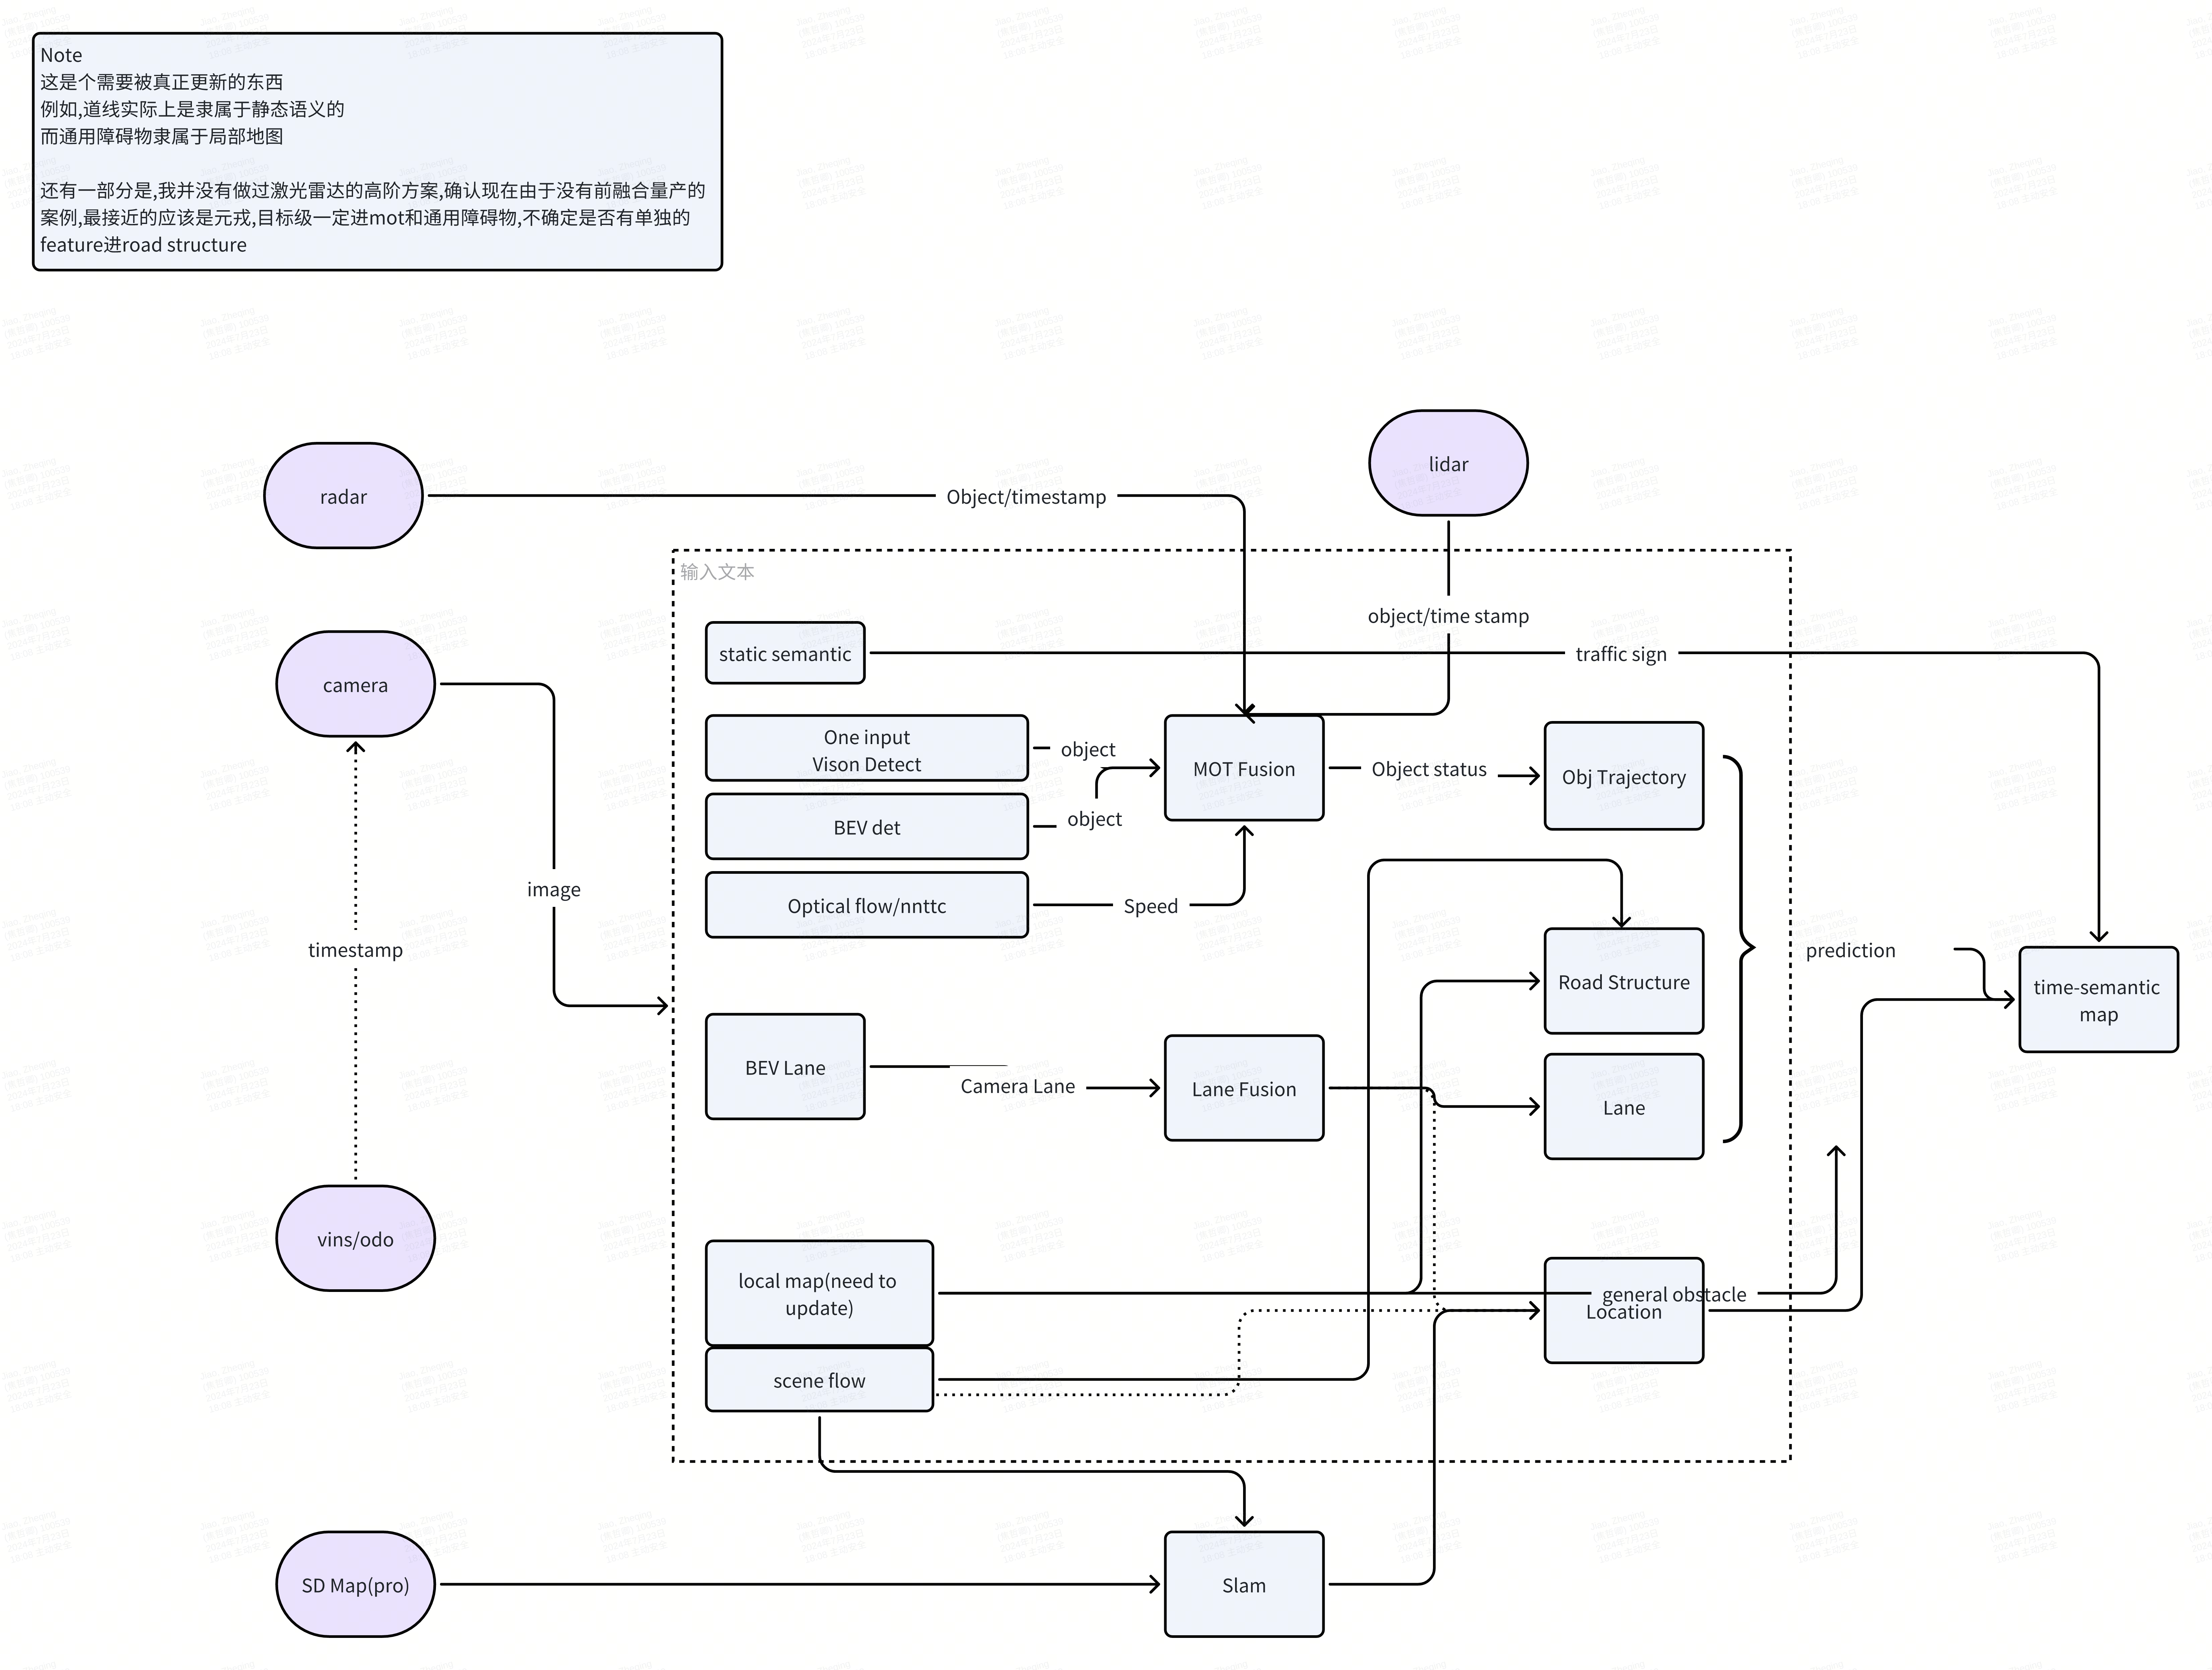 Note
这是个需要被真正更新的东西
例如,道线实际上是隶属于静态语义的
而通用障碍物隶属于局部地图
还有一部分是,我并没有做过激光雷达的高阶方案,确认现在由于没有前融合量产的
案例,最接近的应该是元戎,目标级一定进mot和通用障碍物,不确定是否有单独的
feature进road structure
lidar
radar
Object/timestamp
输入文本
object/time stamp
static semantic
traffic sign
camera
One input
Vison Detect
object
MOT Fusion
Object status
Obj Trajectory
BEV det
object
image
Optical flow/nnttc
Speed
timestamp
prediction
Road Structure
time-semantic
map
BEV Lane
Camera Lane
Lane Fusion
Lane
vins/odo
local map(need to
update)
general obstacle
Location
scene flow
SD Map(pro)
Slam